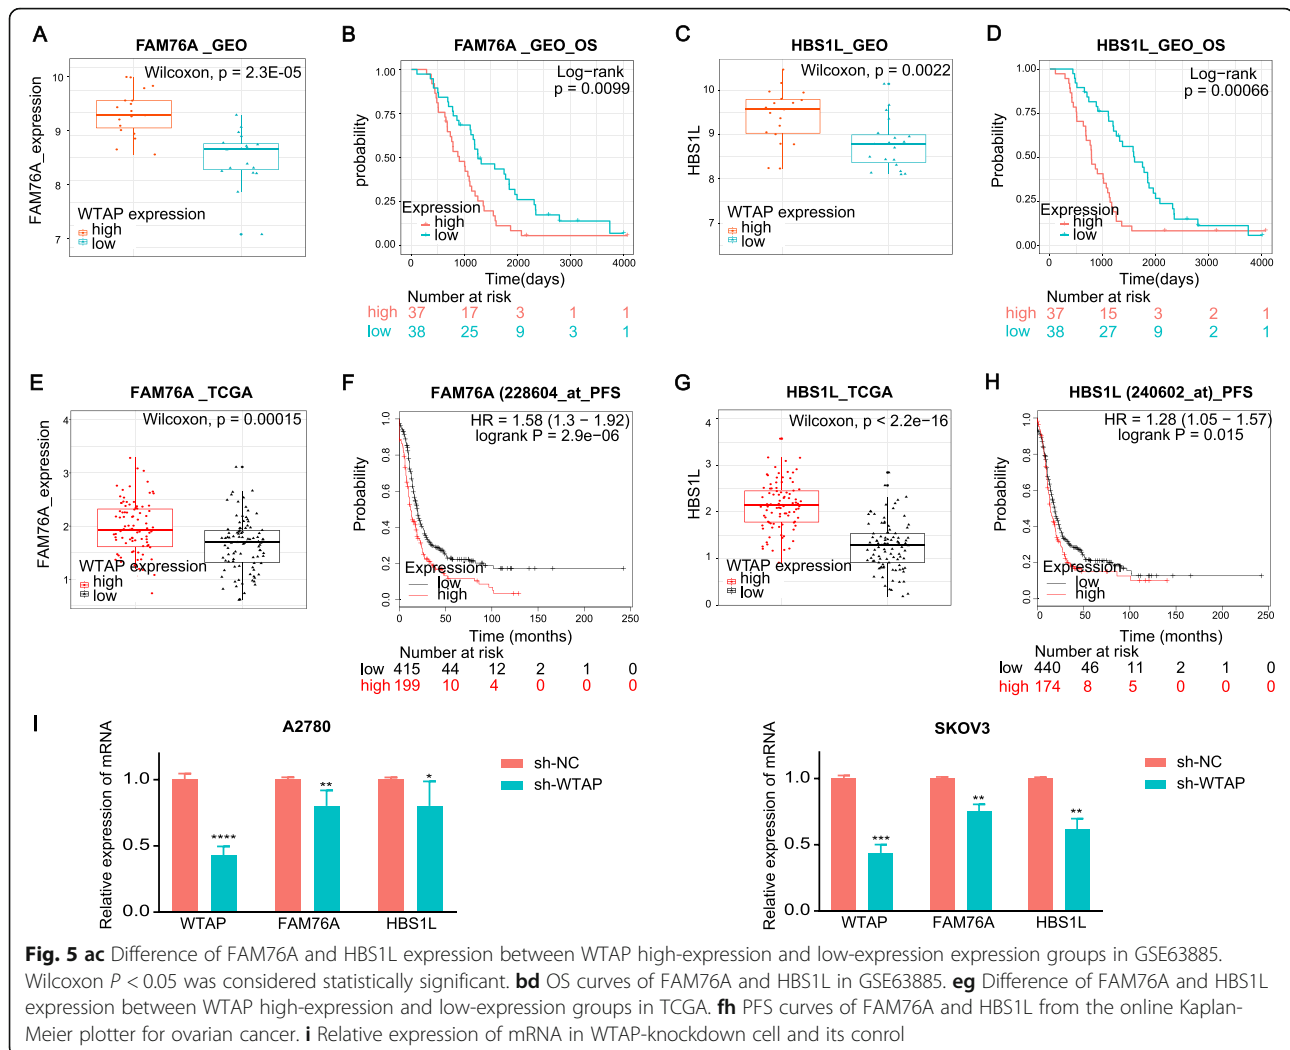 A
FAM76A _GEO
Wilcoxon, p = 2.3E-05
FAM76A_expression
10
9
8
7
WTAP expression
high
low
B
FAM76A _GEO_OS
Log-rank
p = 0.0099
probability
1.00
0.75
0.50
0.25
0.00
Expression
high
low
0 1000 2000 3000 4000
Time(days)
Number at risk
high 37 17 3 1 1
low 38 25 9 3 1
C
HBS1L_GEO
Wilcoxon, p = 0.0022
HBS1L
10
9
8
7
WTAP expression
high
low
D
HBS1L_GEO_OS
Log-rank
p = 0.00066
Probability
1.00
0.75
0.50
0.25
0.00
Expression
high
low
0 1000 2000 3000 4000
Time(days)
Number at risk
high 37 15 3 2 1
low 38 27 9 2 1
E
FAM76A _TCGA
Wilcoxon, p = 0.00015
FAM76A_expression
4
3
2
1
WTAP expression
high
low
F
FAM76A (228604_at_PFS
HR = 1.58 (1.3 − 1.92)
logrank P = 2.9e−06
Probability
1.0
0.8
0.6
0.4
0.2
0.0
Expression
low
high
0 50 100 150 200 250
Time (months)
Number at risk
low 415 44 12 2 1 0
high 199 10 4 0 0 0
G
HBS1L_TCGA
Wilcoxon, p < 2.2e−16
HBS1L
4
3
2
1
0
WTAP expression
high
low
H
HBS1L (240602_at)_PFS
HR = 1.28 (1.05 − 1.57)
logrank P = 0.015
Probability
1.0
0.8
0.6
0.4
0.2
0.0
Expression
low
high
0 50 100 150 200 250
Time (months)
Number at risk
low 440 46 11 2 1 0
high 174 8 5 0 0 0
I
A2780
Relative expression of mRNA
1.0
0.5
0.0
**** ** *
WTAP FAM76A HBS1L
sh-NC
sh-WTAP
SKOV3
Relative expression of mRNA
1.0
0.5
0.0
*** ** **
WTAP FAM76A HBS1L
sh-NC
sh-WTAP
Fig. 5 ac Difference of FAM76A and HBS1L expression between WTAP high-expression and low-expression expression groups in GSE63885.
Wilcoxon P < 0.05 was considered statistically significant. bd OS curves of FAM76A and HBS1L in GSE63885. eg Difference of FAM76A and HBS1L
expression between WTAP high-expression and low-expression groups in TCGA. fh PFS curves of FAM76A and HBS1L from the online Kaplan-
Meier plotter for ovarian cancer. i Relative expression of mRNA in WTAP-knockdown cell and its conrol